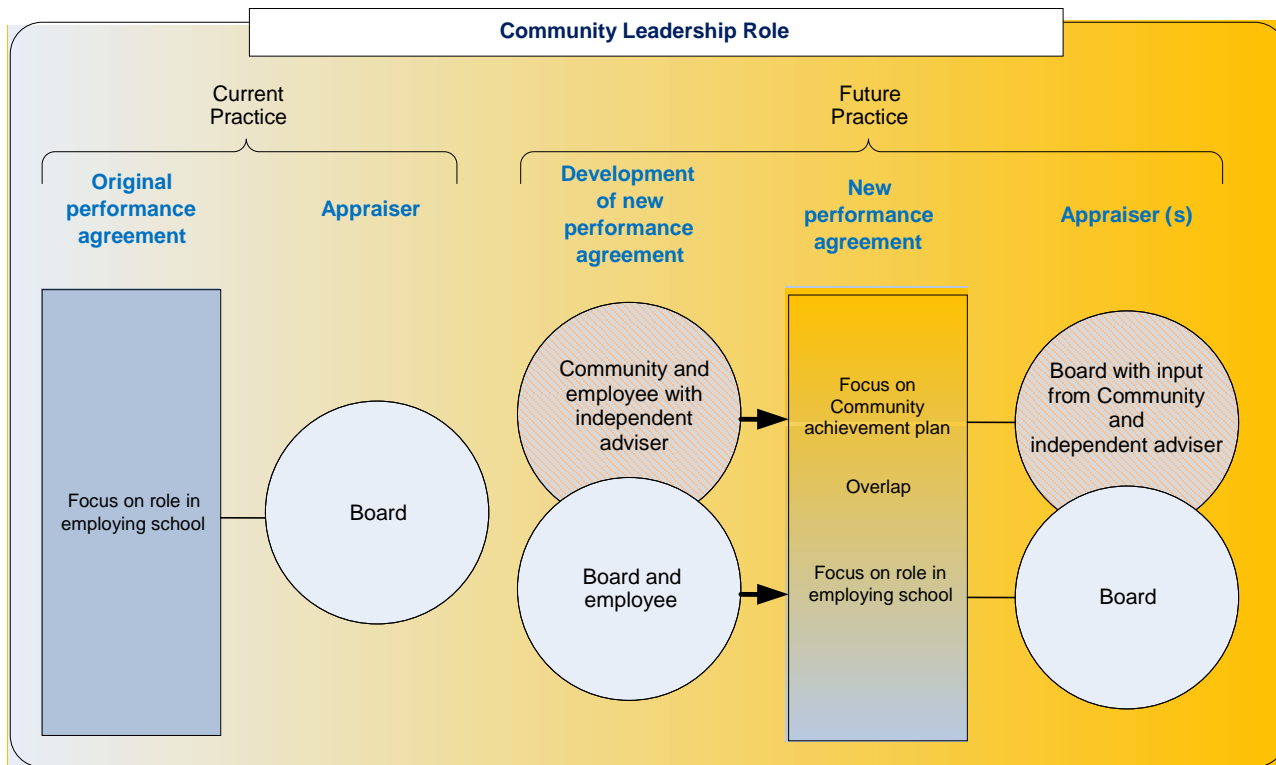 Community Leadership Role
Current
Practice
Future
Practice
Original
performance
agreement
Appraiser
Development
of new
performance
agreement
New
performance
agreement
Appraiser (s)
Focus on role in
employing school
Board
Community and
employee with
independent
adviser
Board and
employee
Focus on
Community
achievement plan
Overlap
Focus on role in
employing school
Board with input
from Community
and
independent adviser
Board